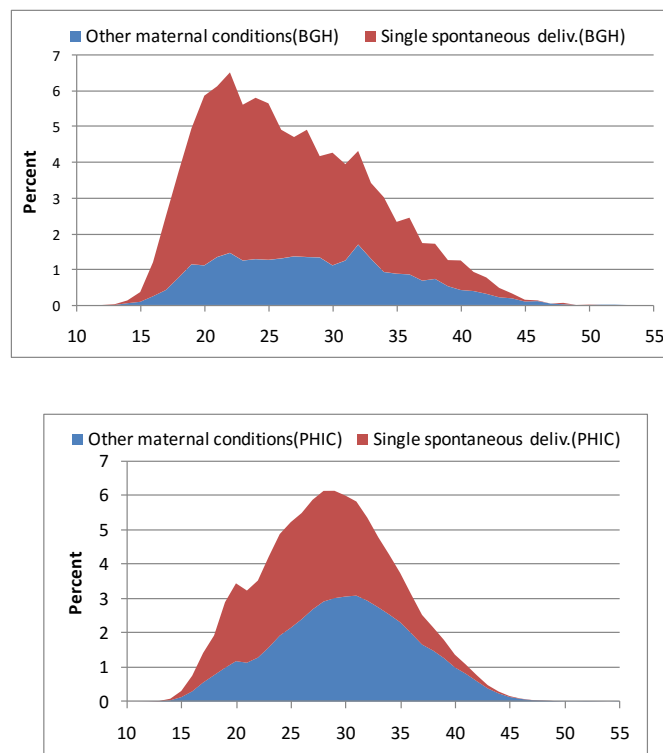 Other maternal conditions(BGH) Single spontaneous deliv.(BGH)
7
6
5
4
3
2
1
0
Percent
10 15 20 25 30 35 40 45 50 55
Other maternal conditions(PHIC) Single spontaneous deliv.(PHIC)
7
6
5
4
3
2
1
0
Percent
10 15 20 25 30 35 40 45 50 55